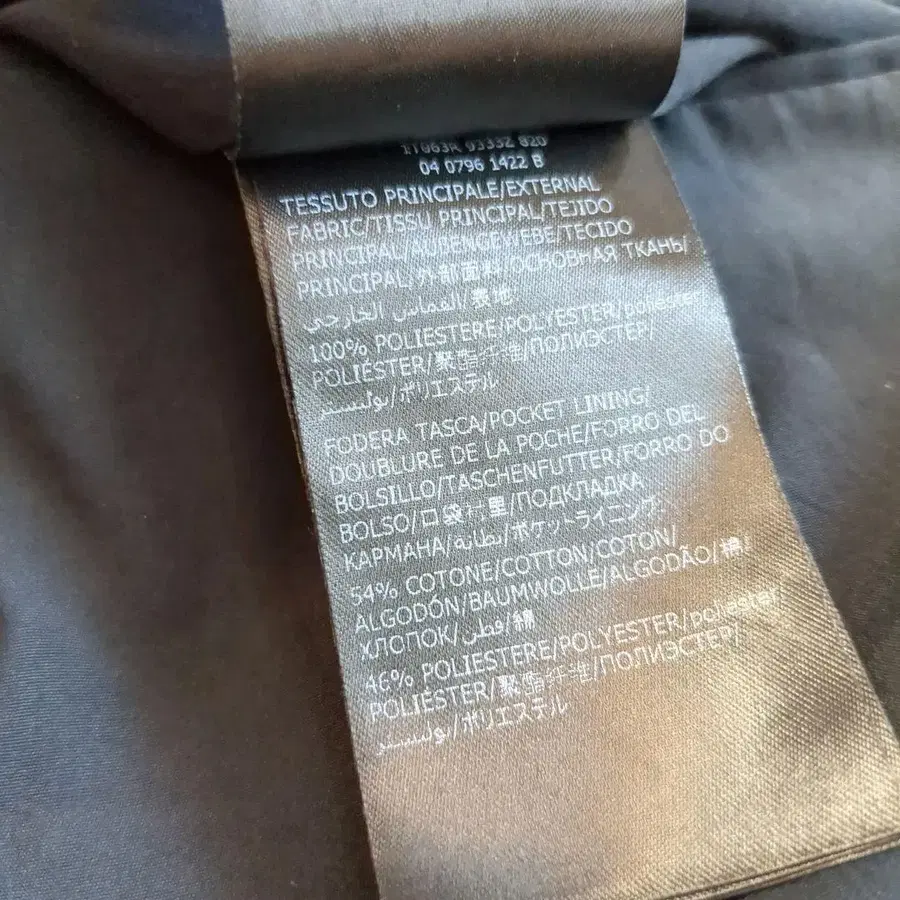 04 0796 1422 B
TESSUTO PRINCIPALE/EXTERNAL
FABRIC/TISSU PRINCIPAL/TEJIDO
PRINCIPAL/AUßENGEWEBE/TECIDO
PRINCIPAL/外部面料/ОСНОВНАЯ ТКАНЬ/
القماش الخارجي/表地
100% POLIESTERE/POLYESTER/poliester
POLIÉSTER/聚酯纤维/ПОЛИЭСТЕР/
بوليستر/ポリエステル
FODERA TASCA/POCKET LINING/
DOUBLURE DE LA POCHE/FORRO DEL
BOLSILLO/TASCHENFUTTER/FORRO DO
BOLSO/口袋衬里/ПОДКЛАДКА
КАРМАНА/بطانة/ポケットライニング
54% COTONE/COTTON/COTON/
ALGODÓN/BAUMWOLLE/ALGODÃO/棉/
ХЛОПОК/قطن/綿
46% POLIESTERE/POLYESTER/poliester/
POLIÉSTER/聚酯纤维/ПОЛИЭСТЕР/
بوليستر/ポリエステル